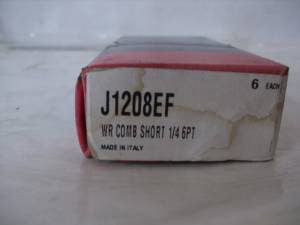 6 EACH
J1208EF
WR COMB SHORT 1/4 6PT
MADE IN ITALY